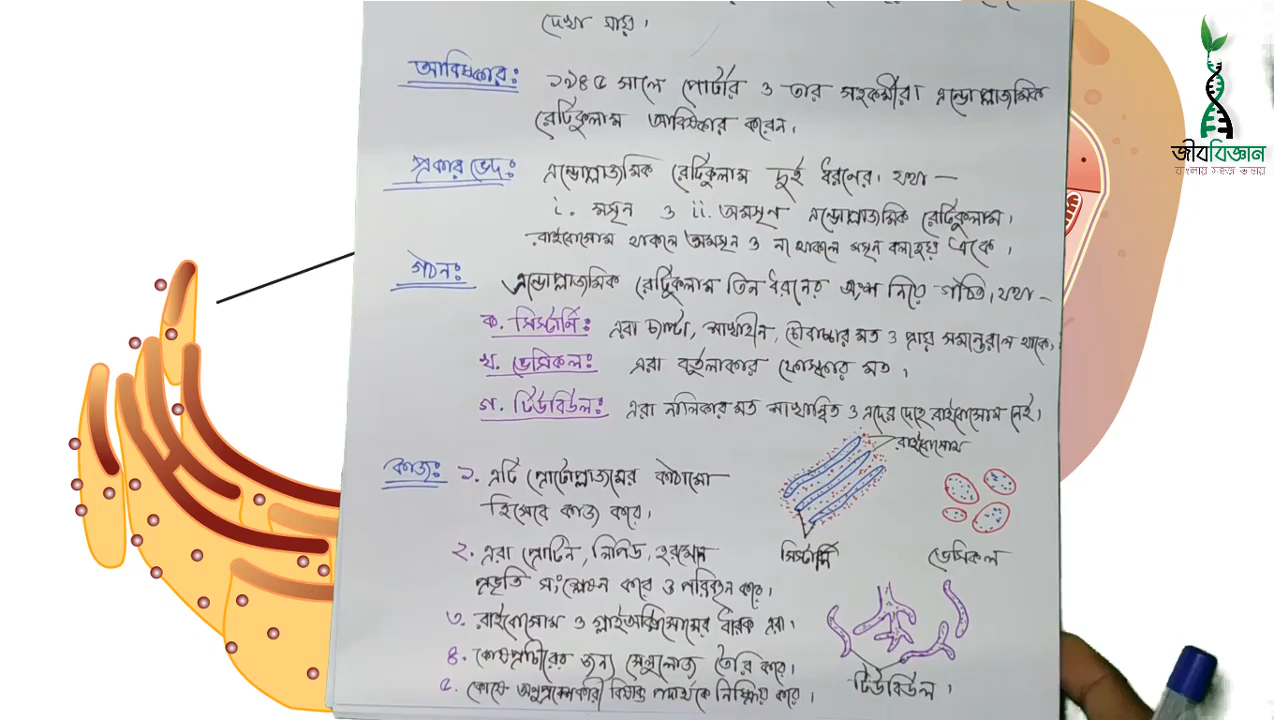 দেখা যায়।
আবিষ্কারঃ ১৯৪৫ সালে পোর্টার ও তার সহকর্মীরা এন্ডোপ্লাজমিক
রেটিকুলাম আবিষ্কার করেন।
প্রকার ভেদঃ এন্ডোপ্লাজমিক রেটিকুলাম দুই ধরনের। যথা —
i. মসৃন ও ii. অমসৃণ এন্ডোপ্লাজমিক রেটিকুলাম।
রাইবোসোম থাকলে অমসৃন ও না থাকলে মসৃন বলা হয় একে।
গঠনঃ এন্ডোপ্লাজমিক রেটিকুলাম তিন ধরনের অংশ নিয়ে গঠিত, যথা –
ক. সিস্টার্নিঃ এরা চ্যাপ্টা, শাখাহীন, চৌবাচ্চার মত ও প্রায় সমান্তরাল থাকে,
খ. ভেসিকলঃ এরা বর্তুলাকার ফোস্কার মত।
গ. টিউবিউলঃ এরা নালিকার মত শাখান্বিত ও এদের দেহে রাইবোসোম নেই।
কাজঃ ১. এটি প্রোটোপ্লাজমের কাঠামো
হিসেবে কাজ করে।
২. এরা প্রোটিন, লিপিড, হরমোন
প্রভৃতি সংশ্লেষন করে ও পরিবহন করে।
৩. রাইবোসোম ও গ্লাইঅক্সিসোমের ধারক এরা।
৪. কোষপ্রাচীরের জন্য সেলুলোজ তৈরি করে।
৫. কোষে অনুপ্রবেশকারী বিষাক্ত পদার্থকে নিষ্ক্রিয় করে।
রাইবোসোম
সিস্টার্নি
ভেসিকল
টিউবিউল।
জীববিজ্ঞান
বাংলায় সহজ ভাষায়